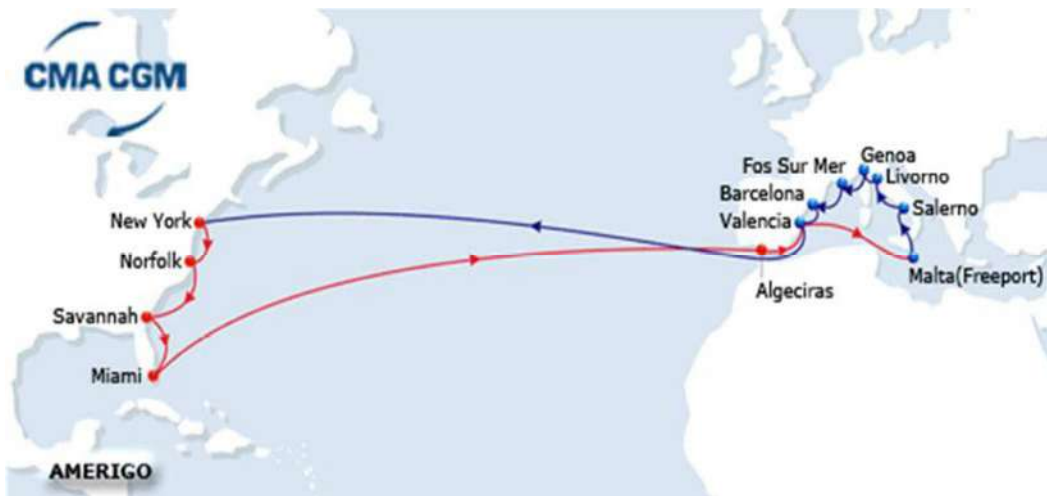 CMA CGM
Genoa
Fos Sur Mer
Livorno
Barcelona
Salerno
New York
Valencia
Norfolk
Malta(Freeport)
Algeciras
Savannah
Miami
AMERIGO